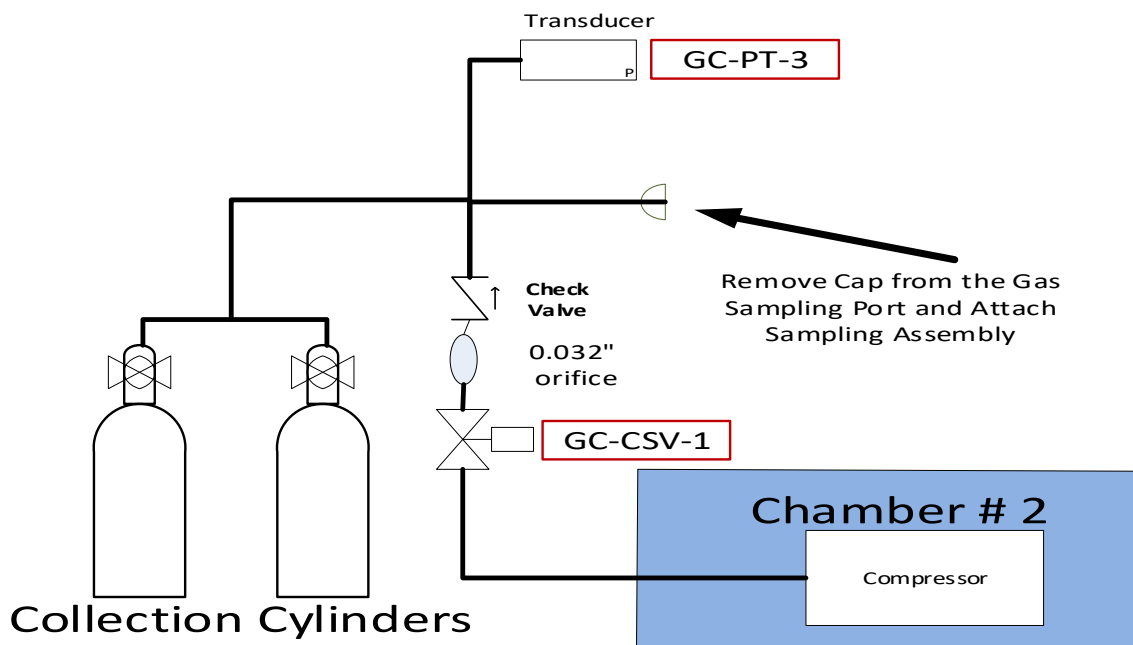 Transducer
P
GC-PT-3
Remove Cap from the Gas
Sampling Port and Attach
Sampling Assembly
Check
Valve
0.032"
orifice
GC-CSV-1
Chamber # 2
Compressor
Collection Cylinders